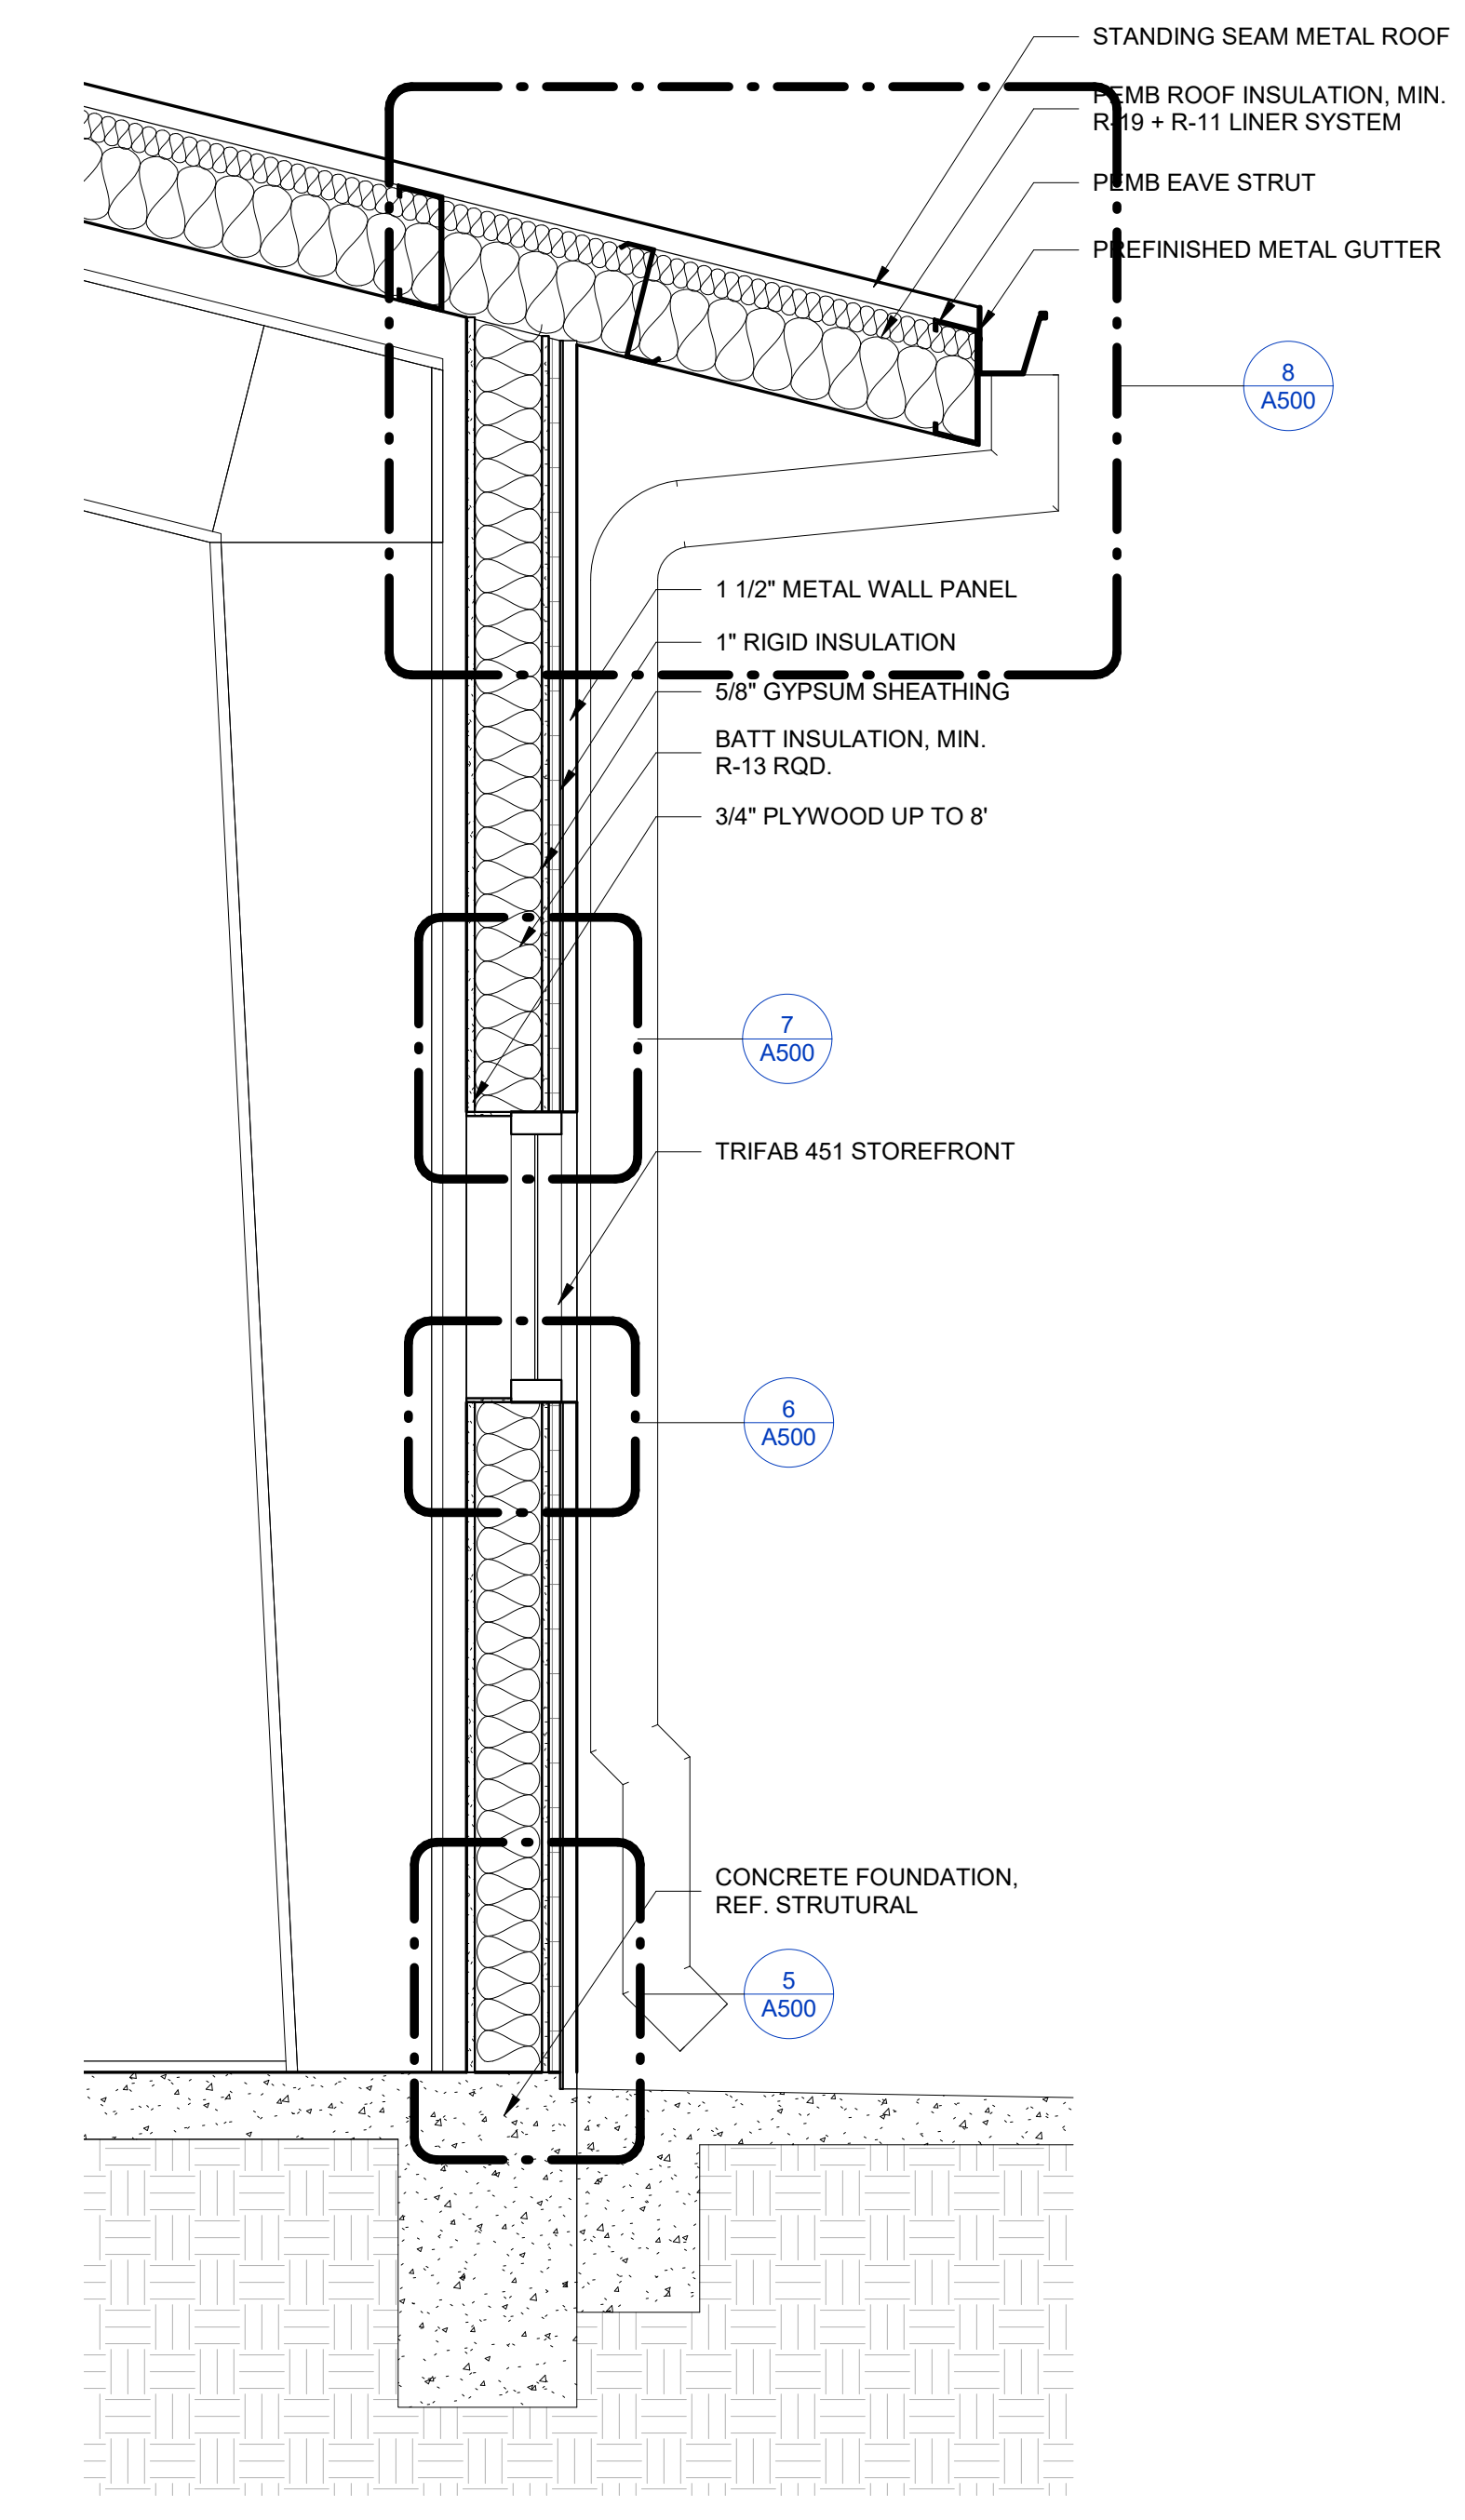 STANDING SEAM METAL ROOF
PEMB ROOF INSULATION, MIN.
R-19 + R-11 LINER SYSTEM
PEMB EAVE STRUT
PREFINISHED METAL GUTTER
8
A500
1 1/2" METAL WALL PANEL
1" RIGID INSULATION
5/8" GYPSUM SHEATHING
BATT INSULATION, MIN.
R-13 RQD.
3/4" PLYWOOD UP TO 8'
7
A500
TRIFAB 451 STOREFRONT
6
A500
CONCRETE FOUNDATION,
REF. STRUTURAL
5
A500